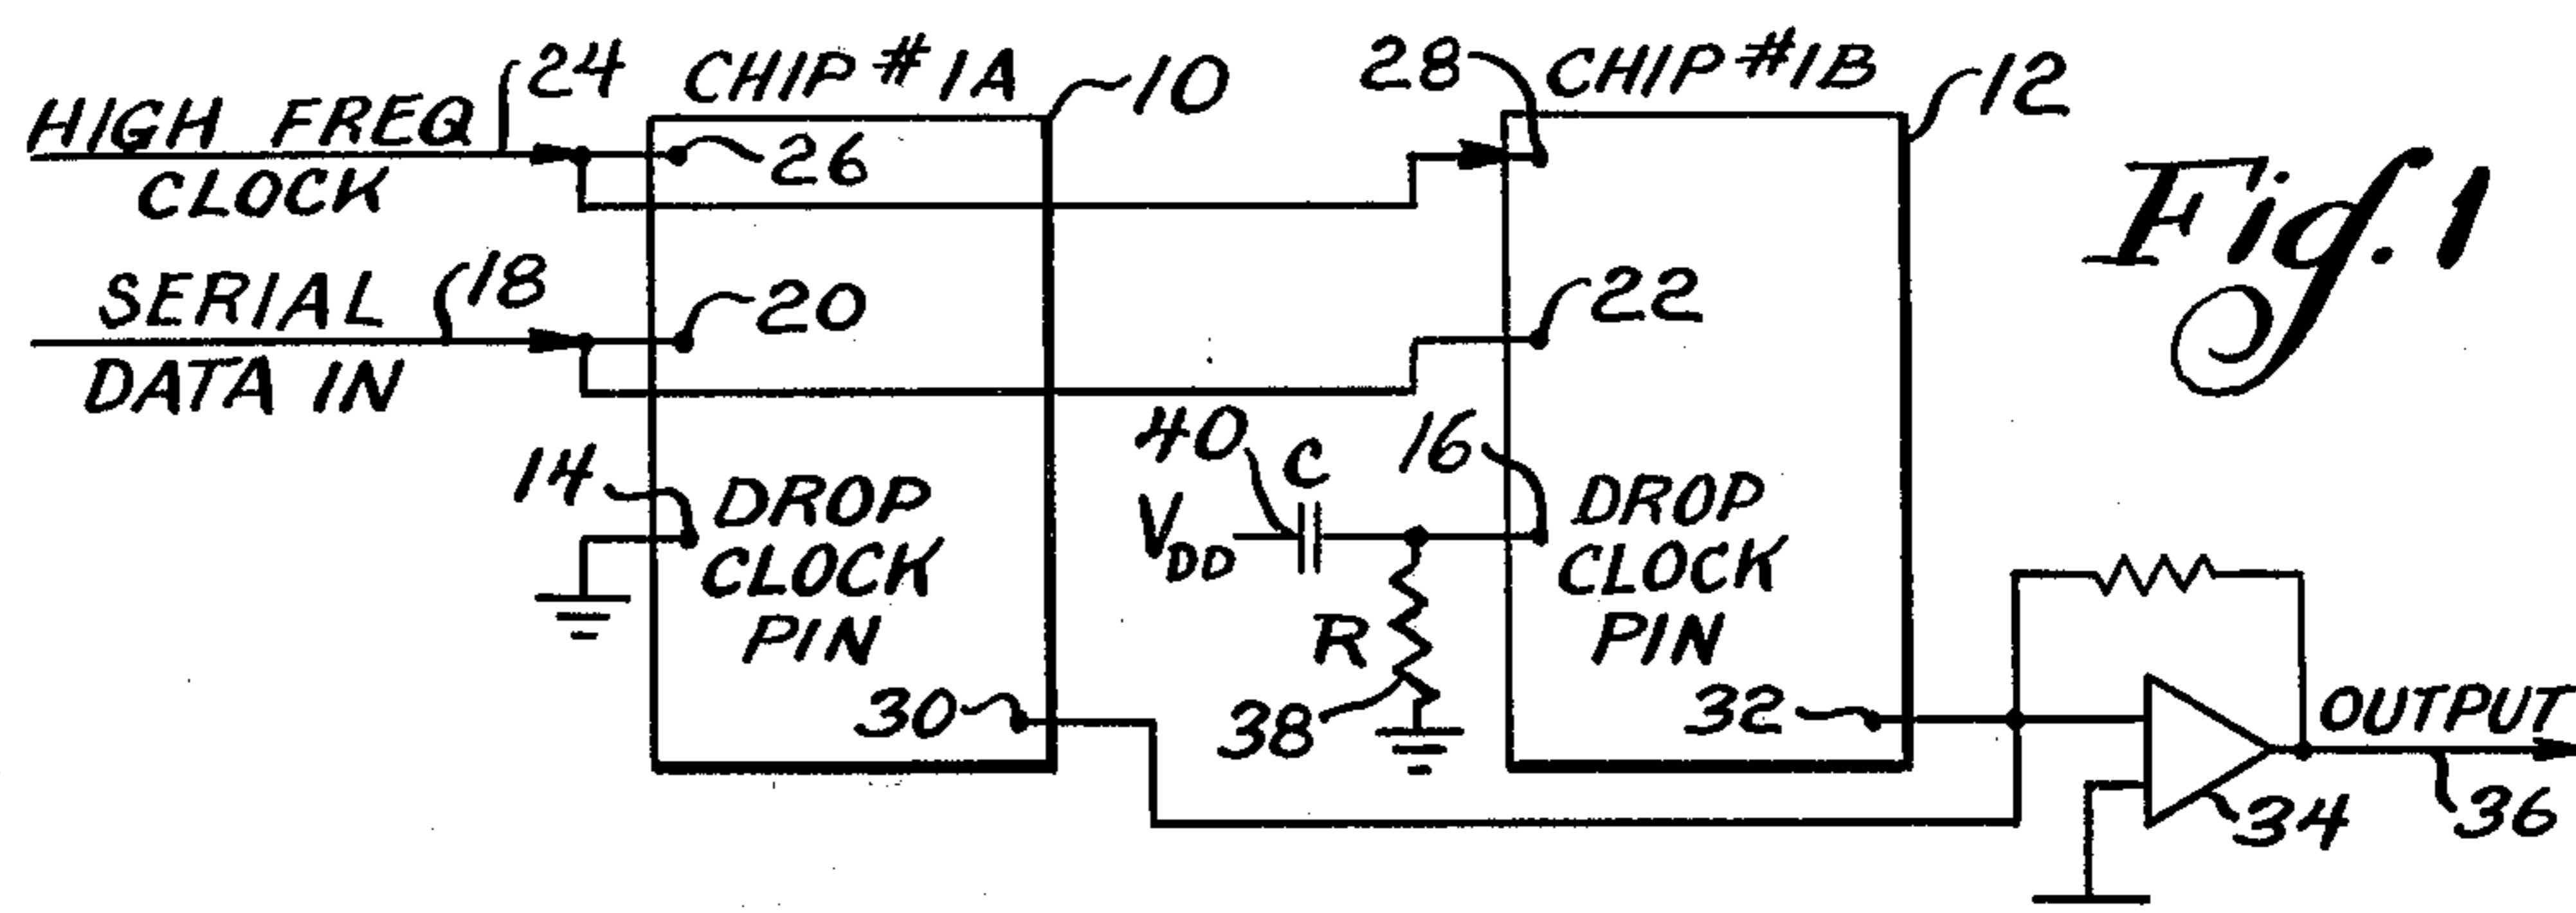 24
CHIP #1A
10
28
CHIP #1B
12
HIGH FREQ
CLOCK
26
Fig. 1
SERIAL
DATA IN
18
20
22
14
DROP
CLOCK
PIN
40
C
16
VDD
DROP
CLOCK
PIN
R
38
30
32
OUTPUT
34
36